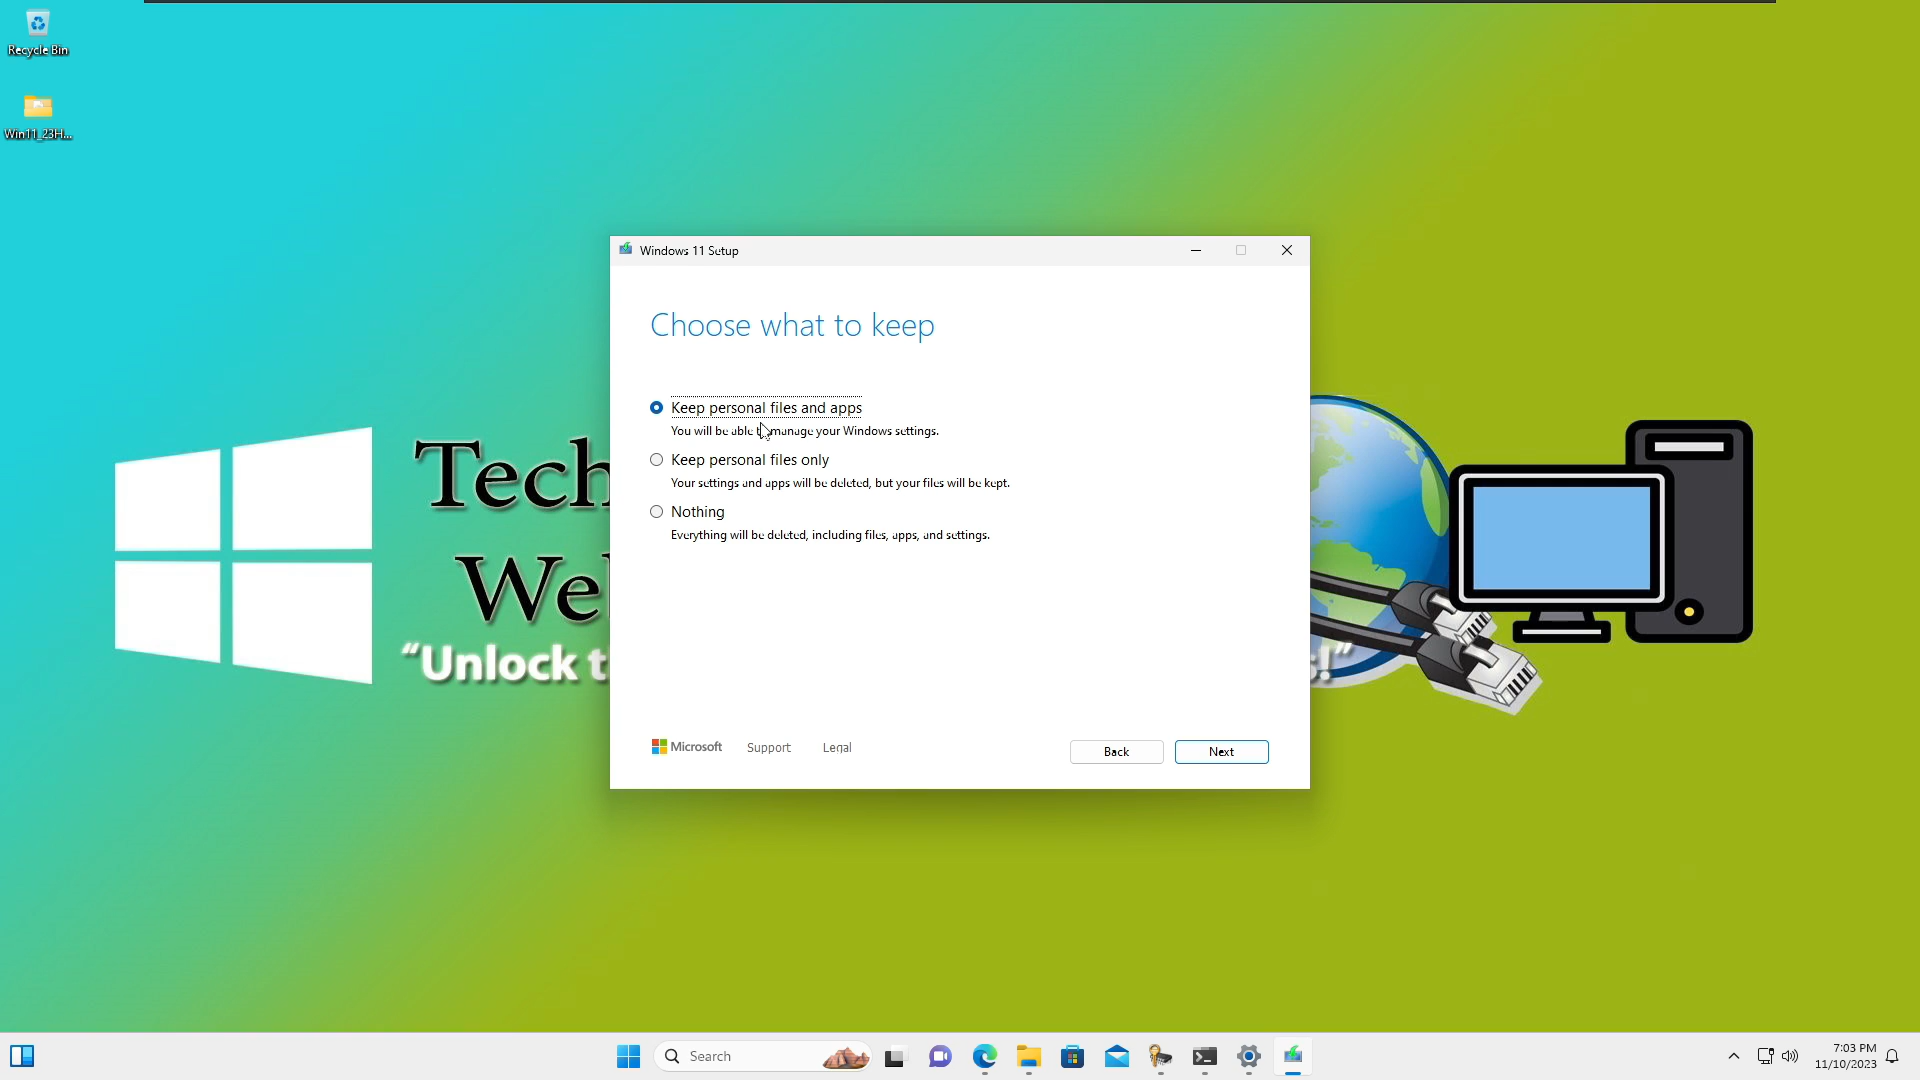 Recycle Bin
Win11_23H...
Windows 11 Setup
Choose what to keep
Keep personal files and apps
You will be able t manage your Windows settings.
Keep personal files only
Your settings and apps will be deleted, but your files will be kept.
Nothing
Everything will be deleted, including files, apps, and settings.
Tech
We
“Unlock t
s!”
Microsoft
Support
Legal
Back
Next
Search
7:03 PM
11/10/2023